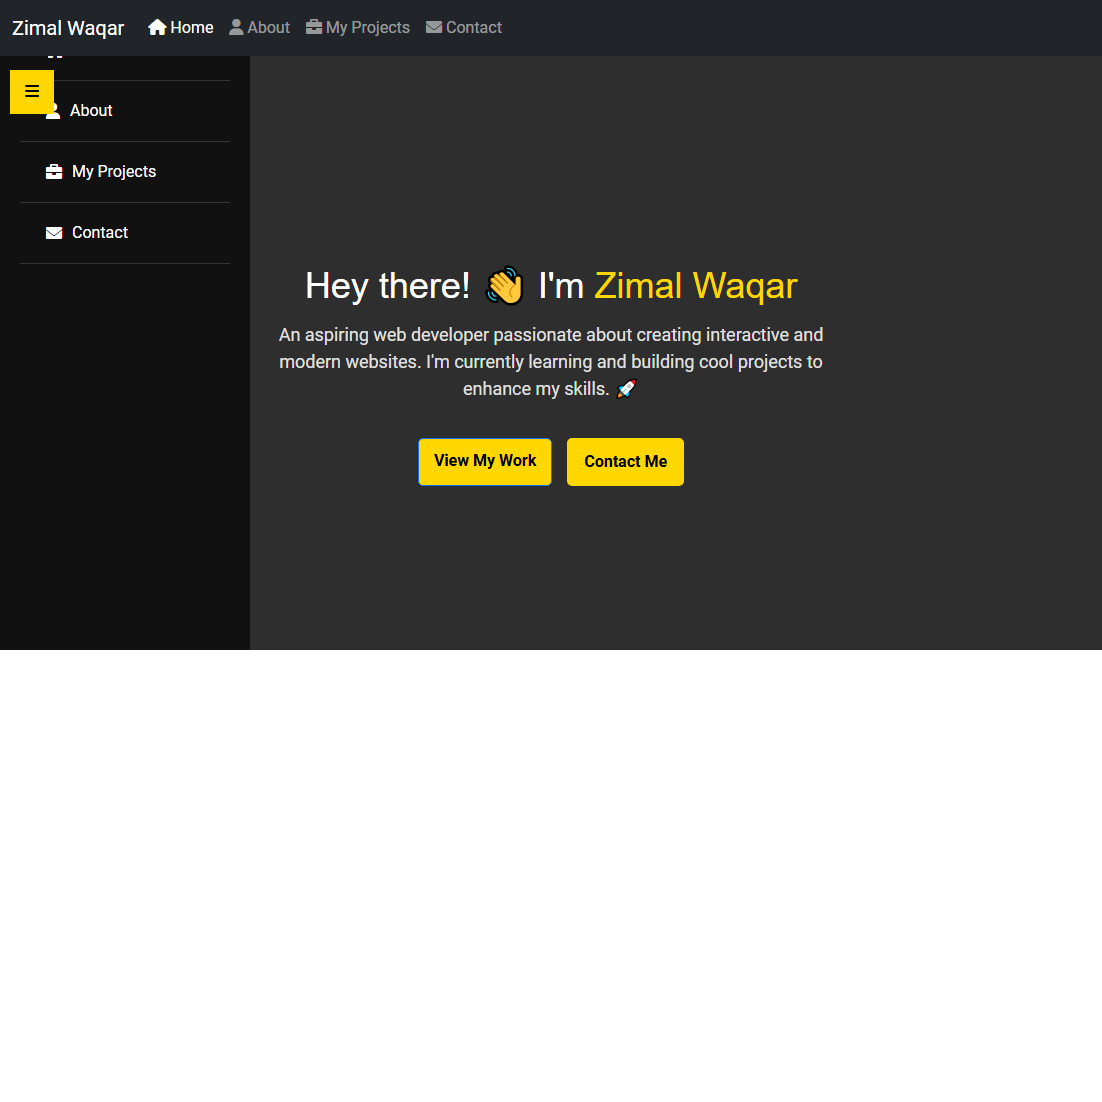 Zimal Waqar Home About My Projects Contact
About
My Projects
Contact
Hey there! 👋 I'm Zimal Waqar
An aspiring web developer passionate about creating interactive and
modern websites. I'm currently learning and building cool projects to
enhance my skills. 🚀
View My Work Contact Me